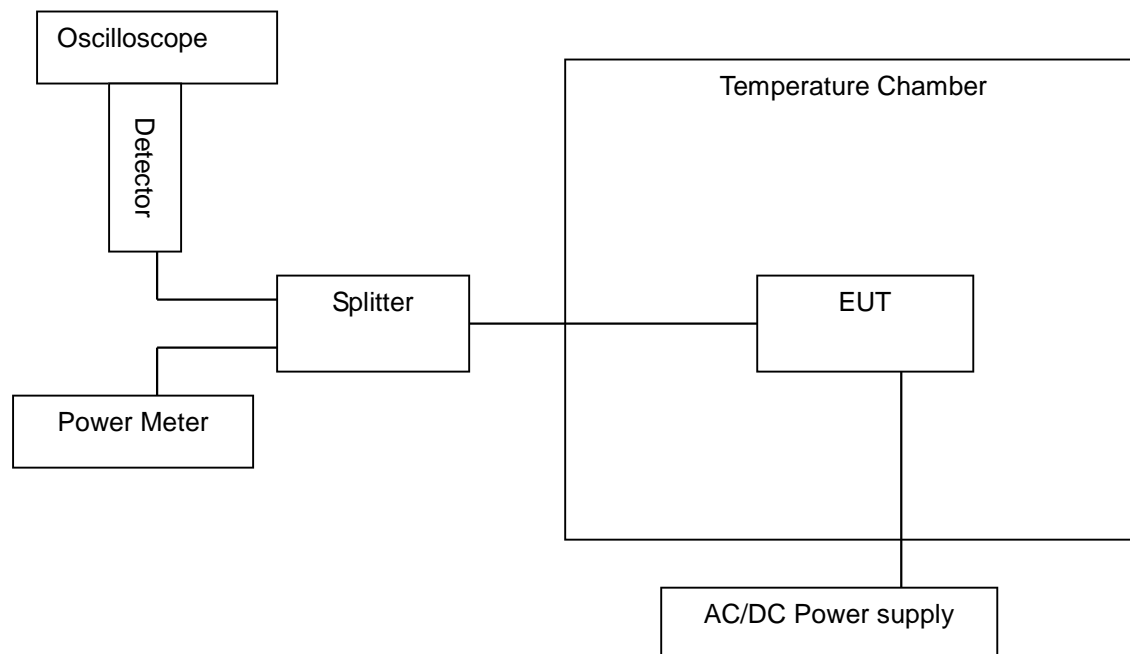 Oscilloscope
Temperature Chamber
Detector
Splitter
EUT
Power Meter
AC/DC Power supply